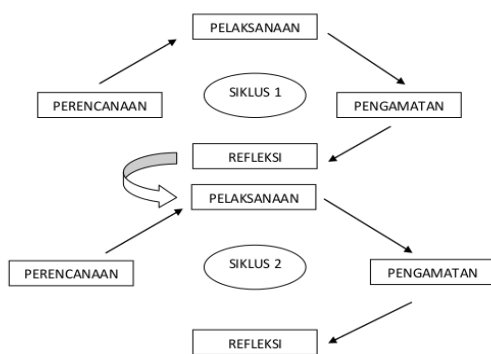 PELAKSANAAN
SIKLUS 1
PERENCANAAN
PENGAMATAN
REFLEKSI
PELAKSANAAN
SIKLUS 2
PERENCANAAN
PENGAMATAN
REFLEKSI